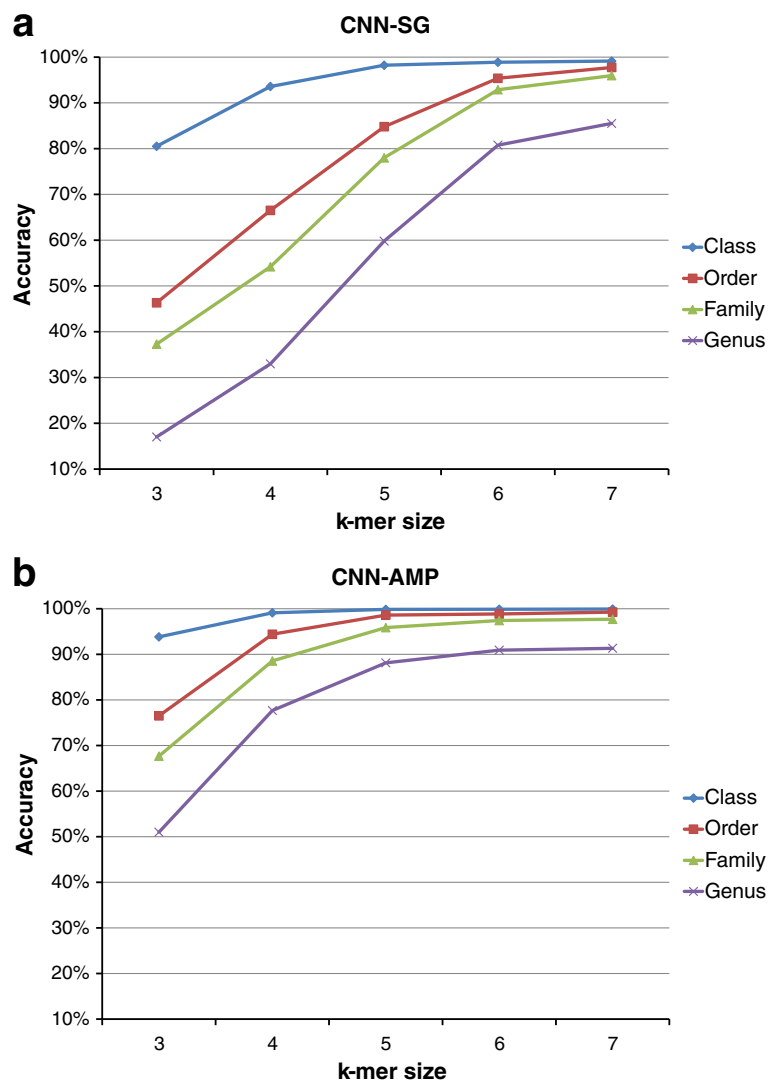 a
CNN-SG
100%
90%
80%
70%
60%
50%
40%
30%
20%
10%
Accuracy
3 4 5 6 7
k-mer size
Class
Order
Family
Genus
b
CNN-AMP
100%
90%
80%
70%
60%
50%
40%
30%
20%
10%
Accuracy
3 4 5 6 7
k-mer size
Class
Order
Family
Genus